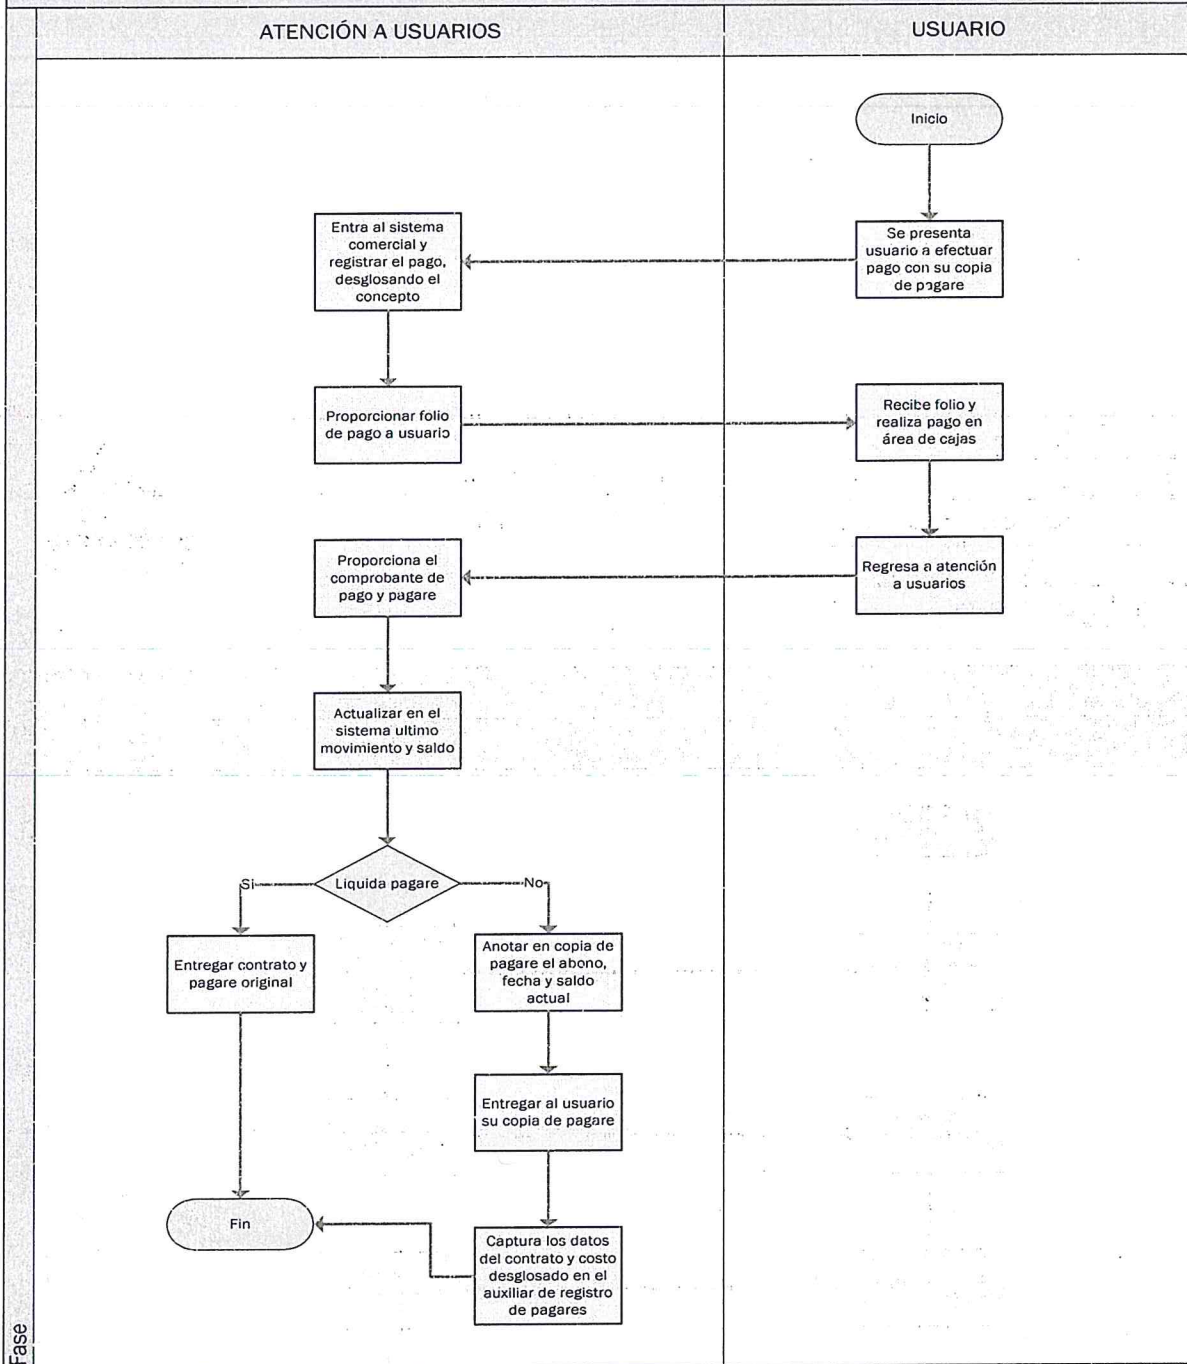 ATENCIÓN A USUARIOS
USUARIO
Inicio
Se presenta
usuario a efectuar
pago con su copia
de pagare
Entra al sistema
comercial y
registrar el pago,
desglosando el
concepto
Proporcionar folio
de pago a usuario
Recibe folio y
realiza pago en
área de cajas
Regresa a atención
a usuarios
Proporciona el
comprobante de
pago y pagare
Actualizar en el
sistema ultimo
movimiento y saldo
Liquida pagare
Si
No
Entregar contrato y
pagare original
Anotar en copia de
pagare el abono,
fecha y saldo
actual
Entregar al usuario
su copia de pagare
Captura los datos
del contrato y costo
desglosado en el
auxiliar de registro
de pagares
Fin
Fase